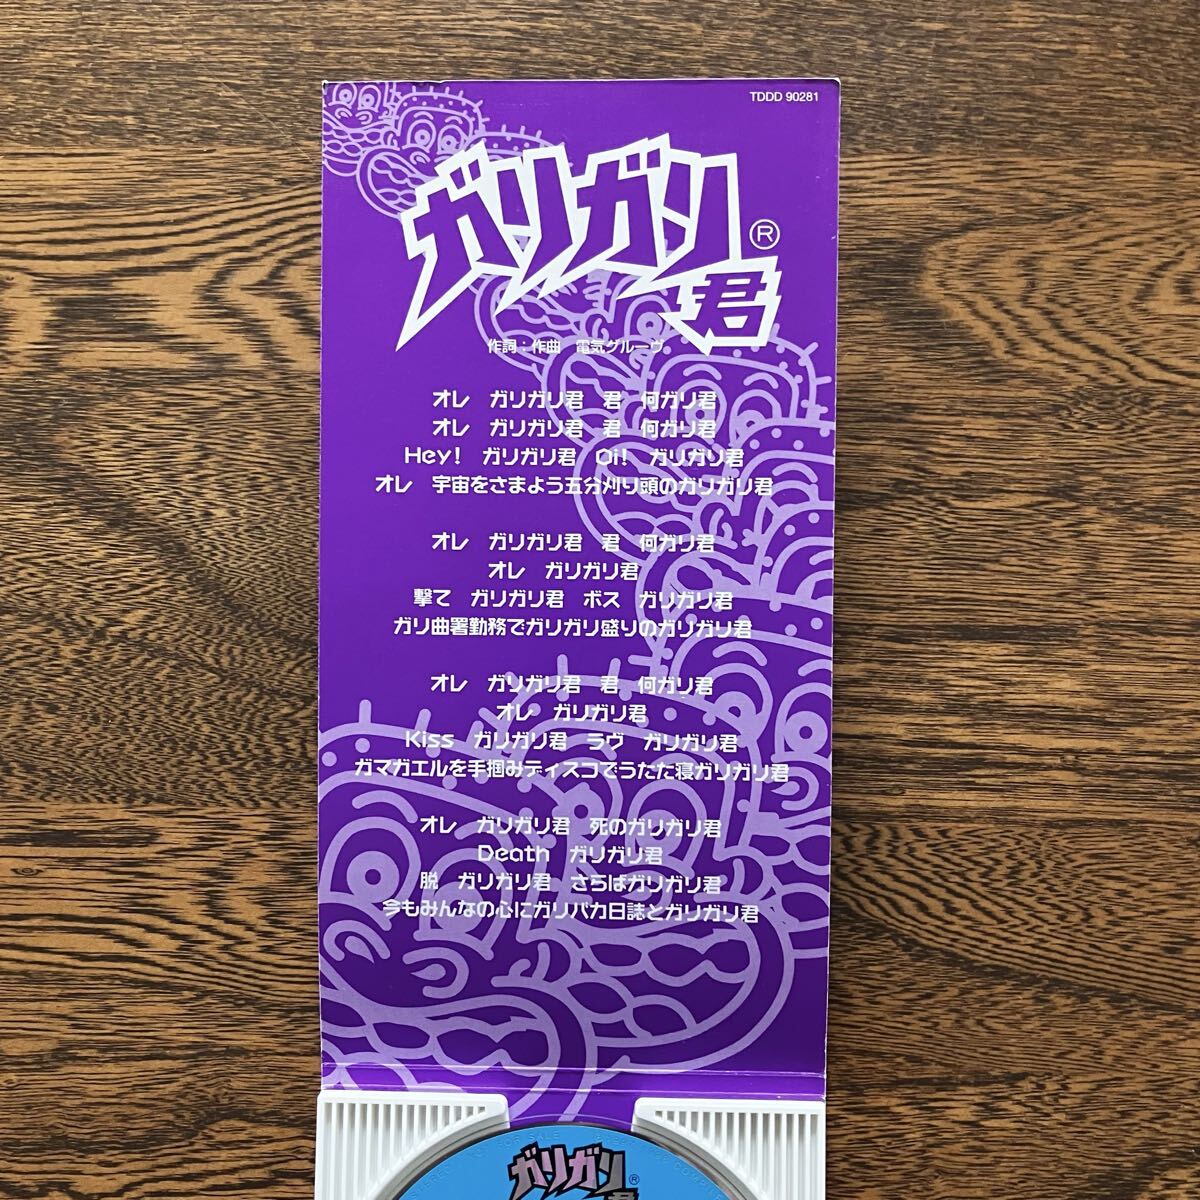 TDDD 90281
ガリガリ
®
君
作詞：作曲　電気グルーヴ
オレ　ガリガリ君　君　何ガリ君
オレ　ガリガリ君　君　何ガリ君
Hey!　ガリガリ君　Oi!　ガリガリ君
オレ　宇宙をさまよう五分刈り頭のガリガリ君
オレ　ガリガリ君　君　何ガリ君
オレ　ガリガリ君
撃て　ガリガリ君　ボス　ガリガリ君
ガリ曲署勤務でガリガリ盛りのガリガリ君
オレ　ガリガリ君　君　何ガリ君
オレ　ガリガリ君
Kiss　ガリガリ君　ラヴ　ガリガリ君
ガマガエルを手掴みディスコでうたた寝ガリガリ君
オレ　ガリガリ君　死のガリガリ君
Death　ガリガリ君
脱　ガリガリ君　さらばガリガリ君
今もみんなの心にガリバカ日誌とガリガリ君
ガリガリ
®
君